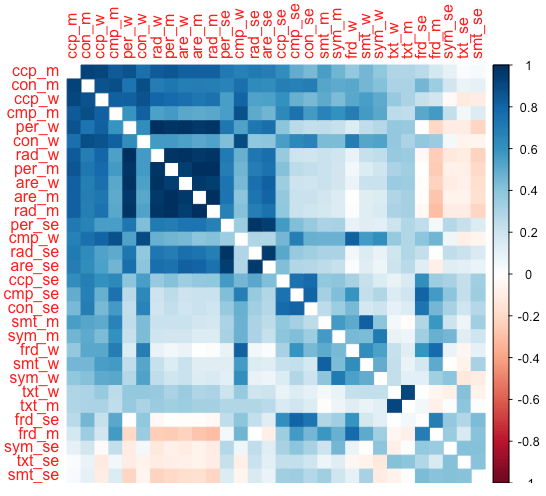 ccp_m con_m ccp_w cmp_m per_w con_w rad_w per_m are_w are_m rad_m per_se cmp_w rad_se are_se ccp_se cmp_se con_se smt_m sym_m frd_w smt_w sym_w txt_w txt_m frd_se frd_m sym_se txt_se smt_se
ccp_m
con_m
ccp_w
cmp_m
per_w
con_w
rad_w
per_m
are_w
are_m
rad_m
per_se
cmp_w
rad_se
are_se
ccp_se
cmp_se
con_se
smt_m
sym_m
frd_w
smt_w
sym_w
txt_w
txt_m
frd_se
frd_m
sym_se
txt_se
smt_se
1
0.8
0.6
0.4
0.2
0
-0.2
-0.4
-0.6
-0.8